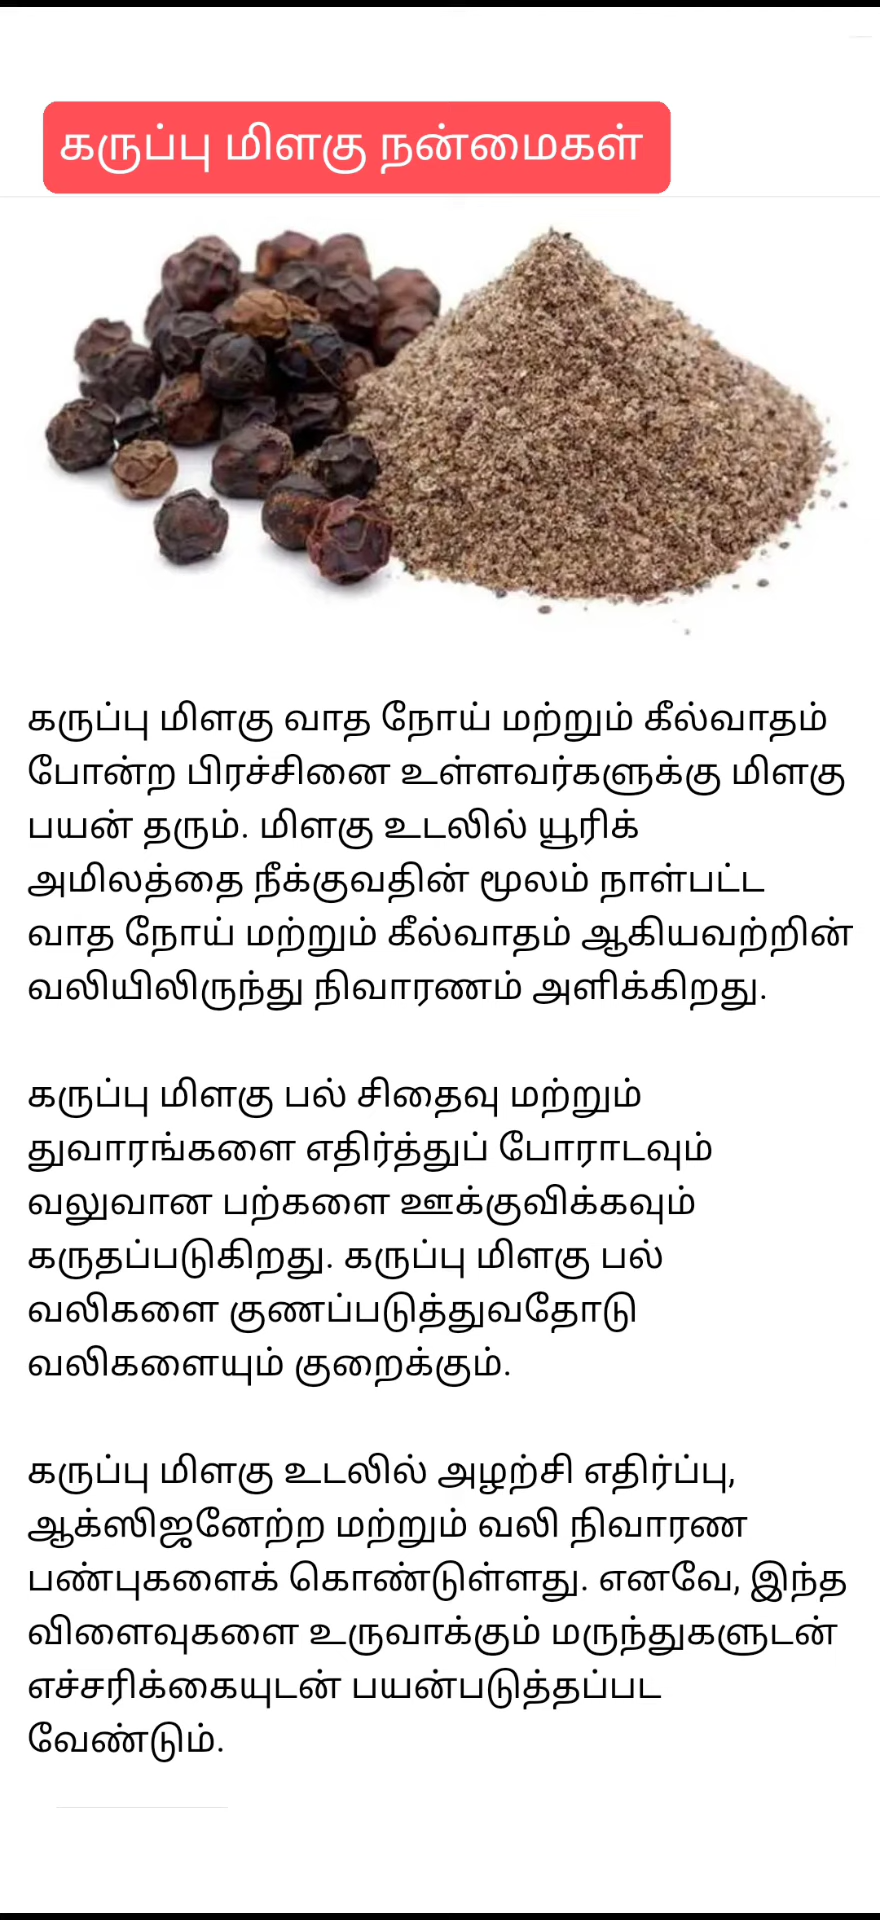 கருப்பு மிளகு நன்மைகள்
கருப்பு மிளகு வாத நோய் மற்றும் கீல்வாதம்
போன்ற பிரச்சினை உள்ளவர்களுக்கு மிளகு
பயன் தரும். மிளகு உடலில் யூரிக்
அமிலத்தை நீக்குவதின் மூலம் நாள்பட்ட
வாத நோய் மற்றும் கீல்வாதம் ஆகியவற்றின்
வலியிலிருந்து நிவாரணம் அளிக்கிறது.
கருப்பு மிளகு பல் சிதைவு மற்றும்
துவாரங்களை எதிர்த்துப் போராடவும்
வலுவான பற்களை ஊக்குவிக்கவும்
கருதப்படுகிறது. கருப்பு மிளகு பல்
வலிகளை குணப்படுத்துவதோடு
வலிகளையும் குறைக்கும்.
கருப்பு மிளகு உடலில் அழற்சி எதிர்ப்பு,
ஆக்ஸிஜனேற்ற மற்றும் வலி நிவாரண
பண்புகளைக் கொண்டுள்ளது. எனவே, இந்த
விளைவுகளை உருவாக்கும் மருந்துகளுடன்
எச்சரிக்கையுடன் பயன்படுத்தப்பட
வேண்டும்.